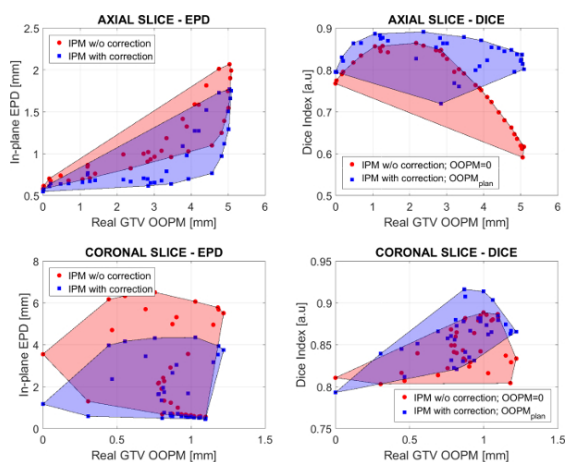 AXIAL SLICE - EPD
In-plane EPD [mm]
2.5
2
1.5
1
0.5
IPM w/o correction
IPM with correction
0 1 2 3 4 5 6
Real GTV OOPM [mm]
AXIAL SLICE - DICE
Dice Index [a.u]
0.9
0.8
0.7
0.6
0.5
IPM w/o correction; OOPM=0
IPM with correction; OOPMplan
0 1 2 3 4 5 6
Real GTV OOPM [mm]
CORONAL SLICE - EPD
In-plane EPD [mm]
8
6
4
2
0
IPM w/o correction
IPM with correction
0 0.5 1 1.5
Real GTV OOPM [mm]
CORONAL SLICE - DICE
Dice Index [a.u]
0.95
0.9
0.85
0.8
0.75
IPM w/o correction; OOPM=0
IPM with correction; OOPMplan
0 0.5 1 1.5
Real GTV OOPM [mm]